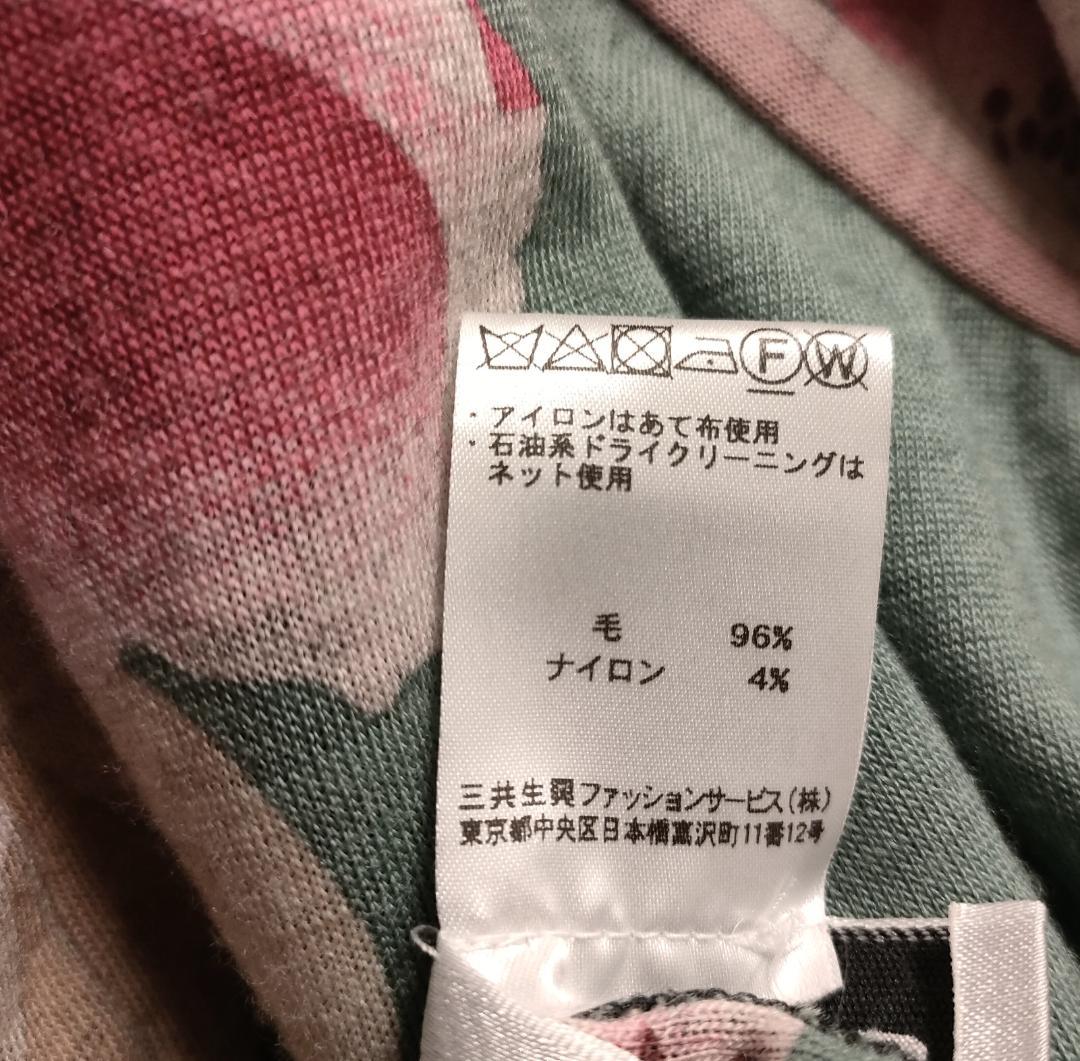 F W
・アイロンはあて布使用
・石油系ドライクリーニングは
ネット使用
毛 96%
ナイロン 4%
三共生興ファッションサービス(株)
東京都中央区日本橋富沢町11番12号